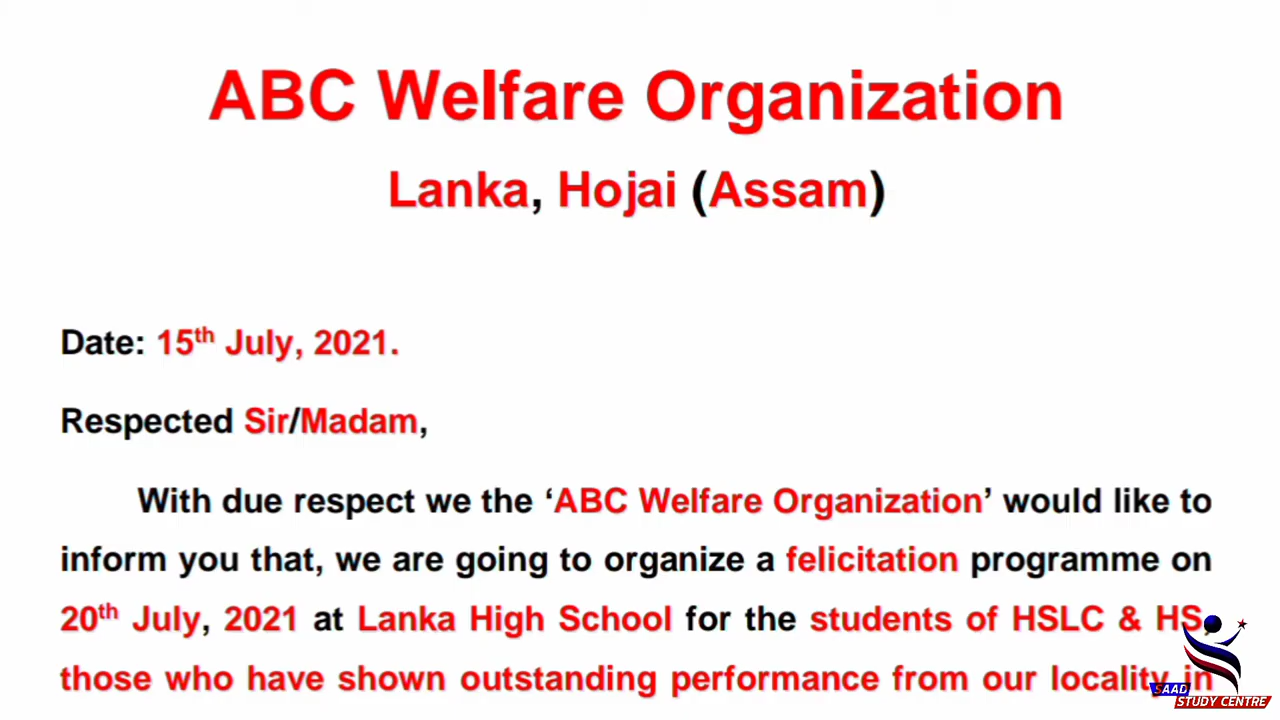 ABC Welfare Organization
Lanka, Hojai (Assam)
Date: 15th July, 2021.
Respected Sir/Madam,
With due respect we the ‘ABC Welfare Organization’ would like to
inform you that, we are going to organize a felicitation programme on
20th July, 2021 at Lanka High School for the students of HSLC & HS,
those who have shown outstanding performance from our locality in
SAAD
STUDY CENTRE